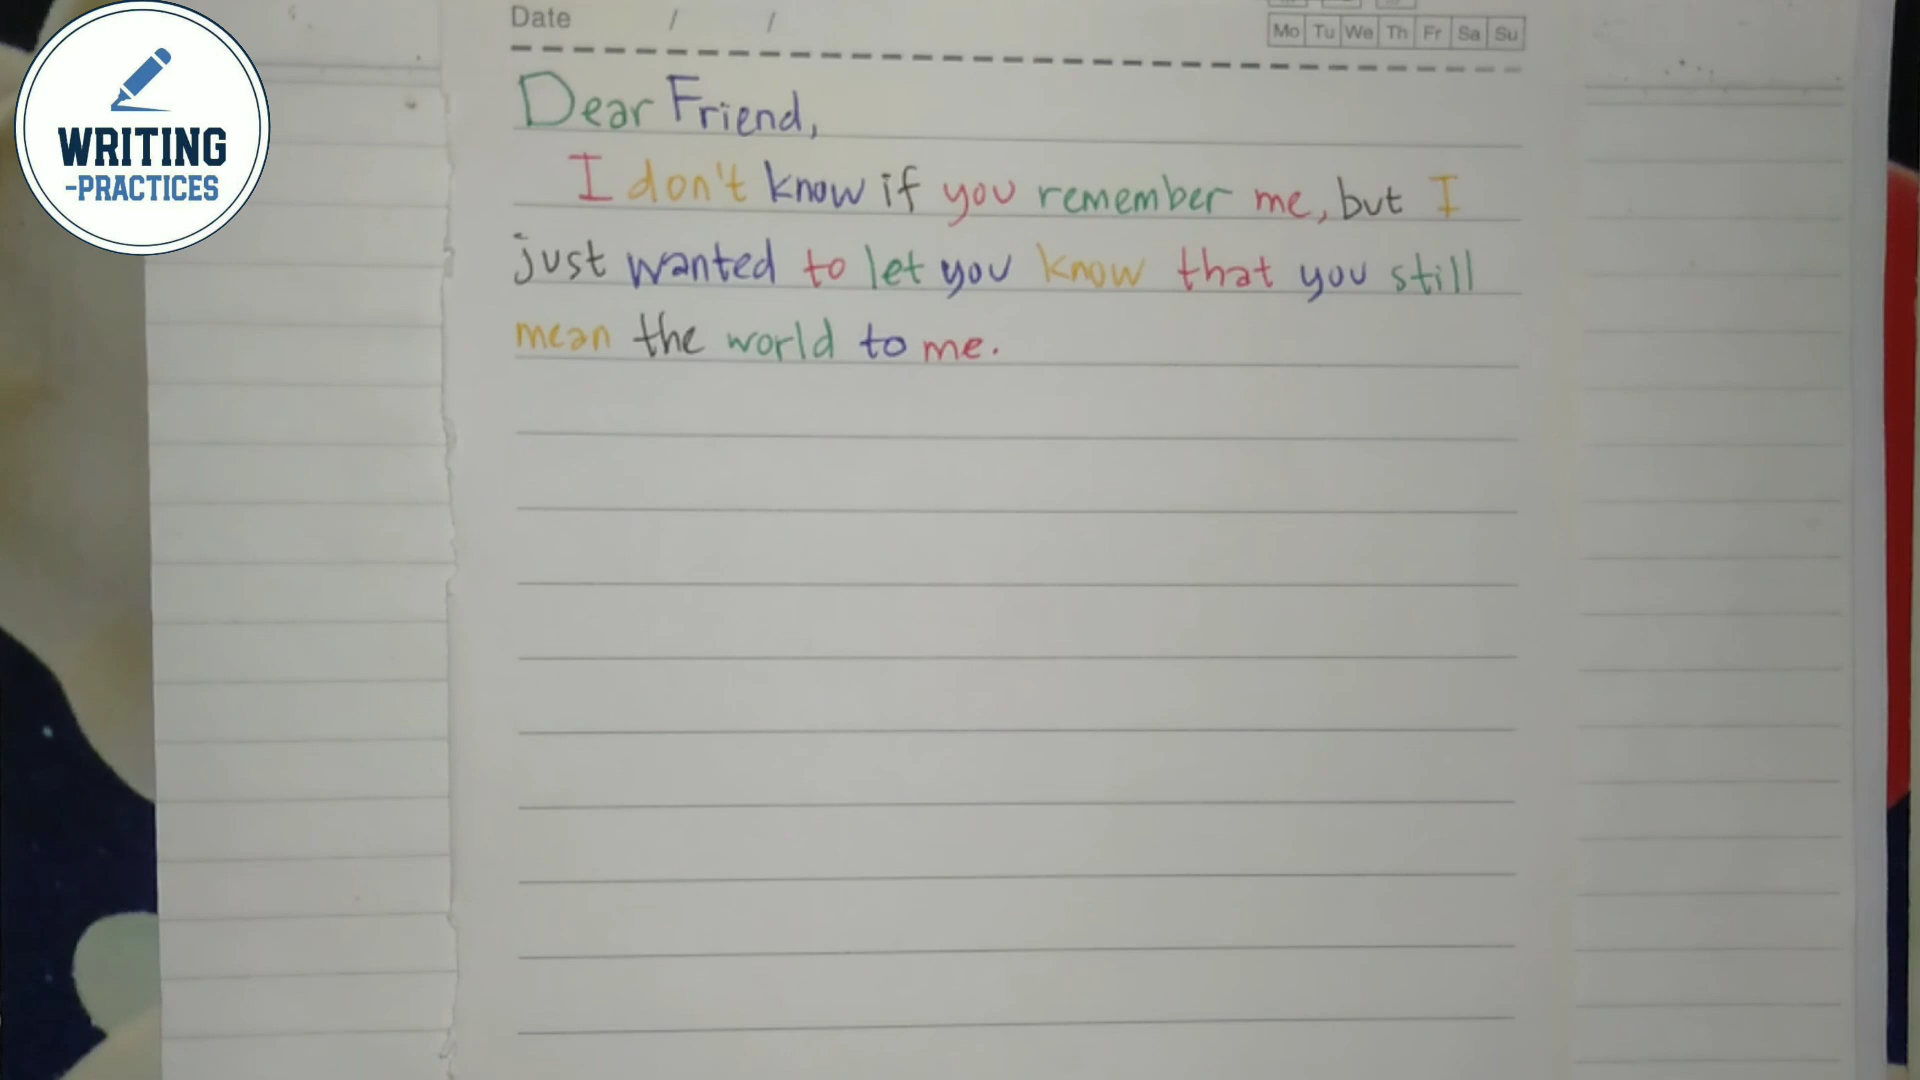 WRITING
-PRACTICES
Date / /
Mo Tu We Th Fr Sa Su
Dear Friend,
I don't know if you remember me, but I
just wanted to let you know that you still
mean the world to me.